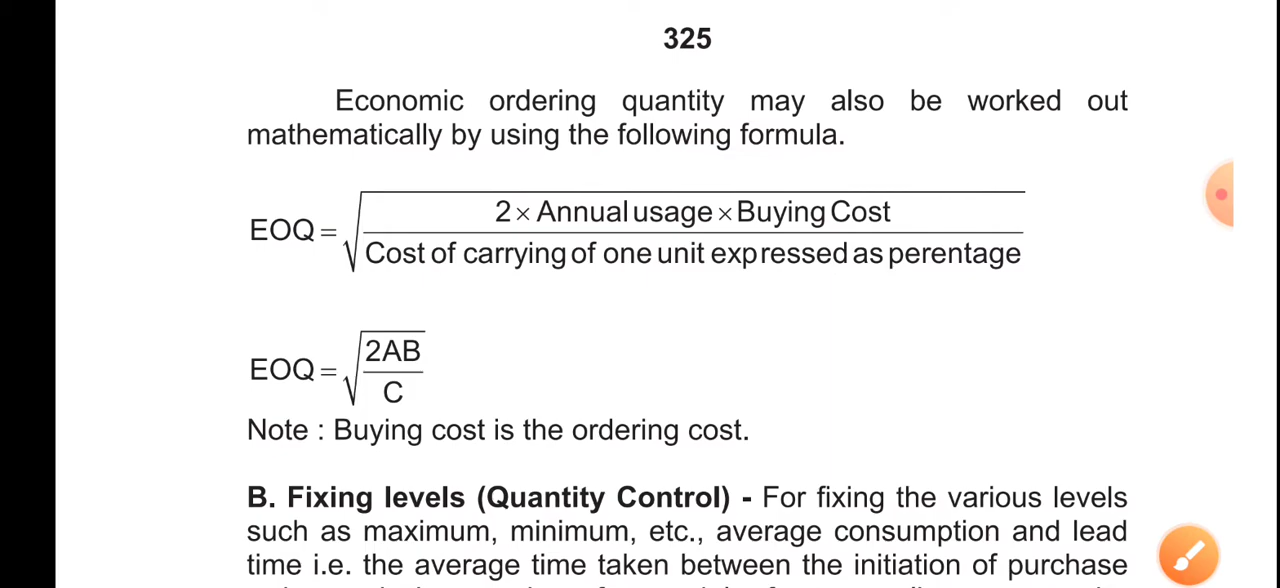 325
Economic ordering quantity may also be worked out
mathematically by using the following formula.
2 × Annual usage × Buying Cost
EOQ =
Cost of carrying of one unit expressed as perentage
2AB
EOQ =
C
Note : Buying cost is the ordering cost.
B. Fixing levels (Quantity Control) - For fixing the various levels
such as maximum, minimum, etc., average consumption and lead
time i.e. the average time taken between the initiation of purchase